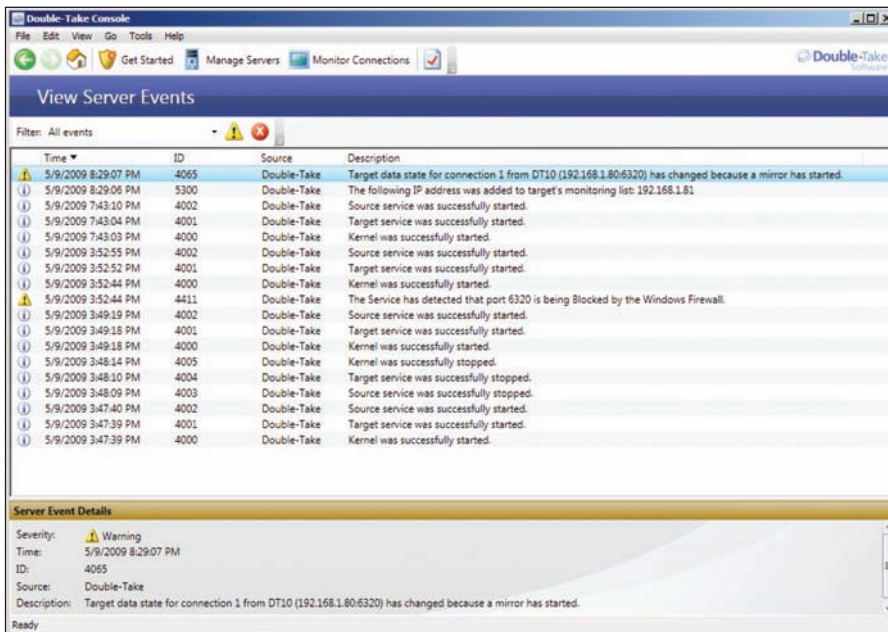 Double-Take Console
File Edit View Go Tools Help
Get Started Manage Servers Monitor Connections Double-Take Software
View Server Events
Filter: All events
Time ID Source Description
5/9/2009 8:29:07 PM 4065 Double-Take Target data state for connection 1 from DT10 (192.168.1.80:6320) has changed because a mirror has started.
5/9/2009 8:29:06 PM 5300 Double-Take The following IP address was added to target's monitoring list: 192.168.1.81
5/9/2009 7:43:10 PM 4002 Double-Take Source service was successfully started.
5/9/2009 7:43:04 PM 4001 Double-Take Target service was successfully started.
5/9/2009 7:43:03 PM 4000 Double-Take Kernel was successfully started.
5/9/2009 3:52:55 PM 4002 Double-Take Source service was successfully started.
5/9/2009 3:52:52 PM 4001 Double-Take Target service was successfully started.
5/9/2009 3:52:44 PM 4000 Double-Take Kernel was successfully started.
5/9/2009 3:52:44 PM 4411 Double-Take The Service has detected that port 6320 is being Blocked by the Windows Firewall.
5/9/2009 3:49:19 PM 4002 Double-Take Source service was successfully started.
5/9/2009 3:49:18 PM 4001 Double-Take Target service was successfully started.
5/9/2009 3:49:18 PM 4000 Double-Take Kernel was successfully started.
5/9/2009 3:48:14 PM 4005 Double-Take Kernel was successfully stopped.
5/9/2009 3:48:10 PM 4004 Double-Take Target service was successfully stopped.
5/9/2009 3:48:09 PM 4003 Double-Take Source service was successfully stopped.
5/9/2009 3:47:40 PM 4002 Double-Take Source service was successfully started.
5/9/2009 3:47:39 PM 4001 Double-Take Target service was successfully started.
5/9/2009 3:47:39 PM 4000 Double-Take Kernel was successfully started.
Server Event Details
Severity: Warning
Time: 5/9/2009 8:29:07 PM
ID: 4065
Source: Double-Take
Description: Target data state for connection 1 from DT10 (192.168.1.80:6320) has changed because a mirror has started.
Ready